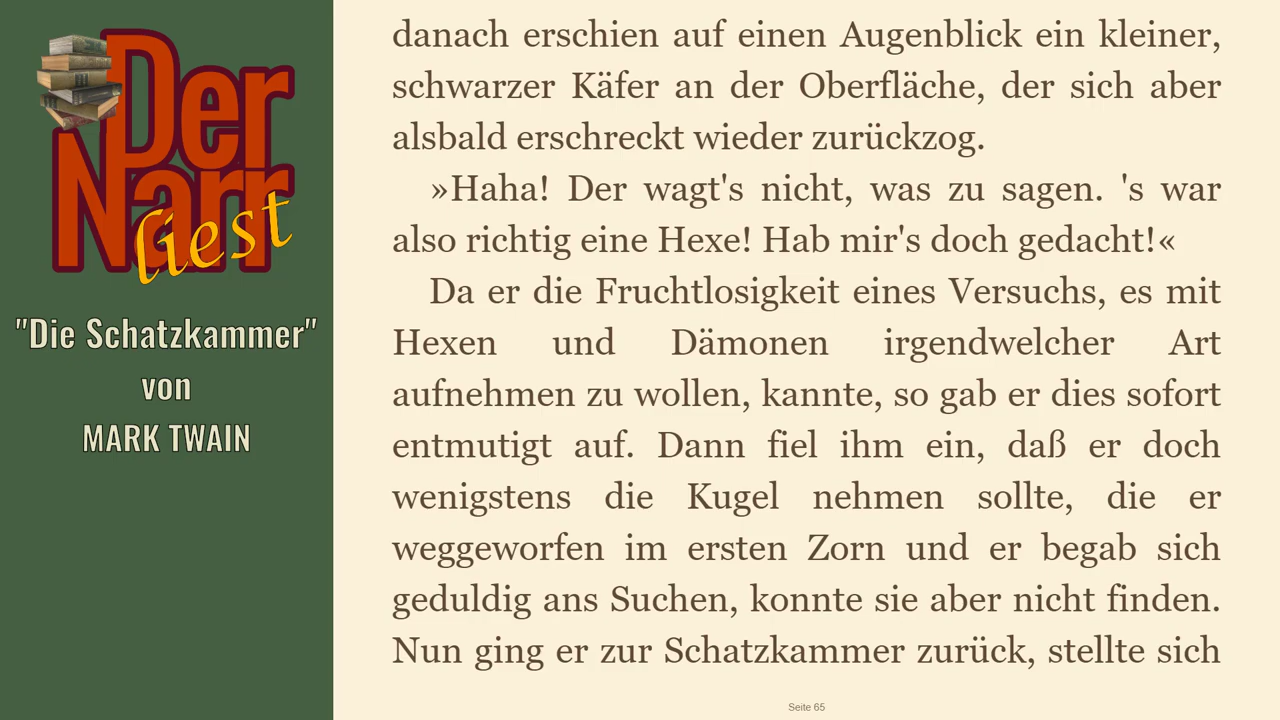 Der
Narr
liest
"Die Schatzkammer"
von
MARK TWAIN
danach erschien auf einen Augenblick ein kleiner,
schwarzer Käfer an der Oberfläche, der sich aber
alsbald erschreckt wieder zurückzog.
»Haha! Der wagt's nicht, was zu sagen. 's war
also richtig eine Hexe! Hab mir's doch gedacht!«
Da er die Fruchtlosigkeit eines Versuchs, es mit
Hexen und Dämonen irgendwelcher Art
aufnehmen zu wollen, kannte, so gab er dies sofort
entmutigt auf. Dann fiel ihm ein, daß er doch
wenigstens die Kugel nehmen sollte, die er
weggeworfen im ersten Zorn und er begab sich
geduldig ans Suchen, konnte sie aber nicht finden.
Nun ging er zur Schatzkammer zurück, stellte sich
Seite 65